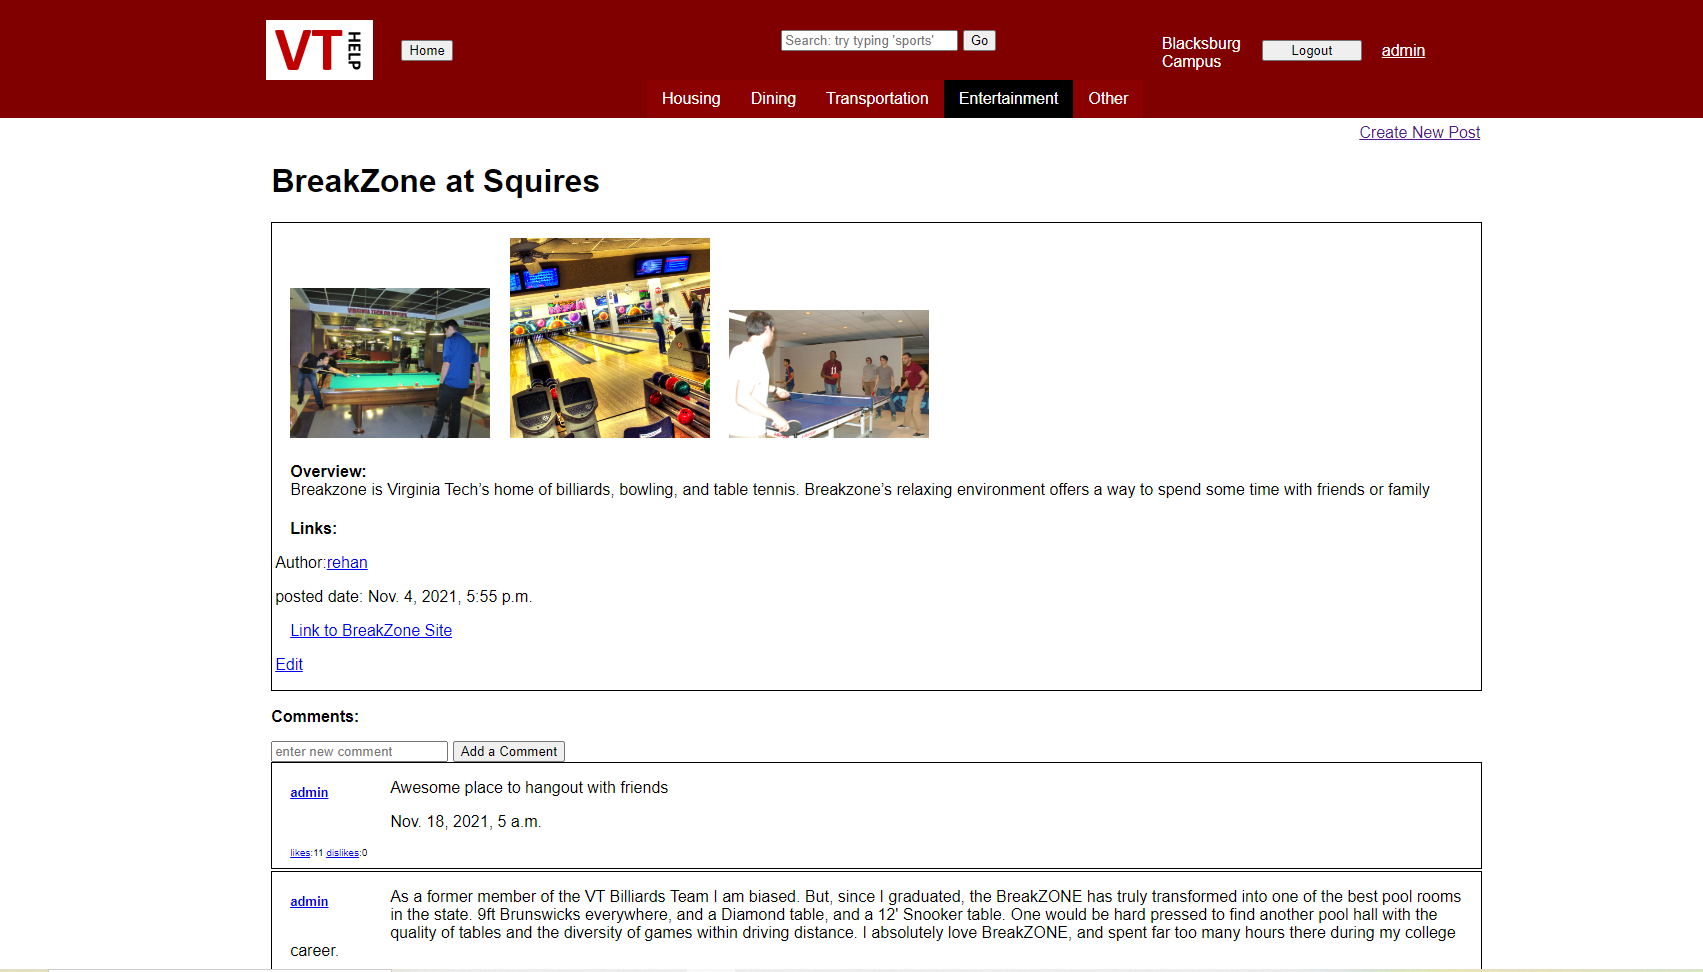 VT HELP
Home
Search: try typing 'sports'
Go
Blacksburg
Campus
Logout
admin
Housing
Dining
Transportation
Entertainment
Other
Create New Post
BreakZone at Squires
Overview:
Breakzone is Virginia Tech’s home of billiards, bowling, and table tennis. Breakzone’s relaxing environment offers a way to spend some time with friends or family
Links:
Author:rehan
posted date: Nov. 4, 2021, 5:55 p.m.
Link to BreakZone Site
Edit
Comments:
enter new comment
Add a Comment
admin
Awesome place to hangout with friends
Nov. 18, 2021, 5 a.m.
likes:11 dislikes:0
admin
As a former member of the VT Billiards Team I am biased. But, since I graduated, the BreakZONE has truly transformed into one of the best pool rooms
in the state. 9ft Brunswicks everywhere, and a Diamond table, and a 12' Snooker table. One would be hard pressed to find another pool hall with the
quality of tables and the diversity of games within driving distance. I absolutely love BreakZONE, and spent far too many hours there during my college
career.